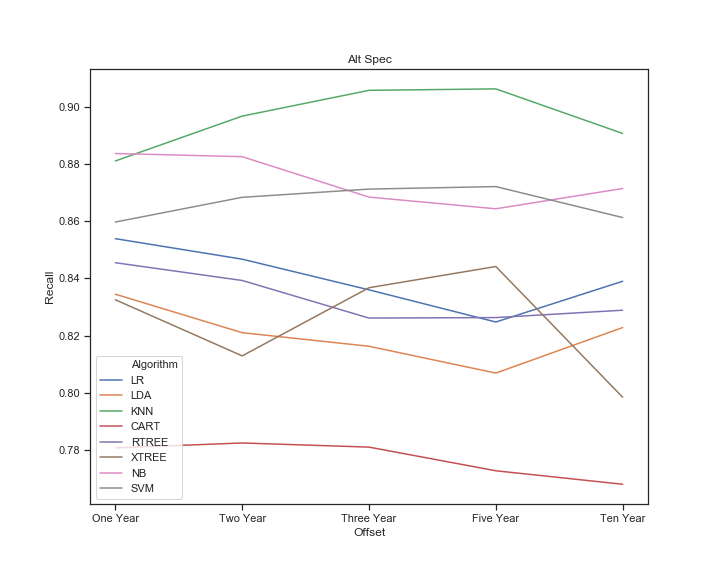 Alt Spec
0.90
0.88
0.86
0.84
0.82
0.80
0.78
Recall
Algorithm
LR
LDA
KNN
CART
RTREE
XTREE
NB
SVM
One Year Two Year Three Year Five Year Ten Year
Offset